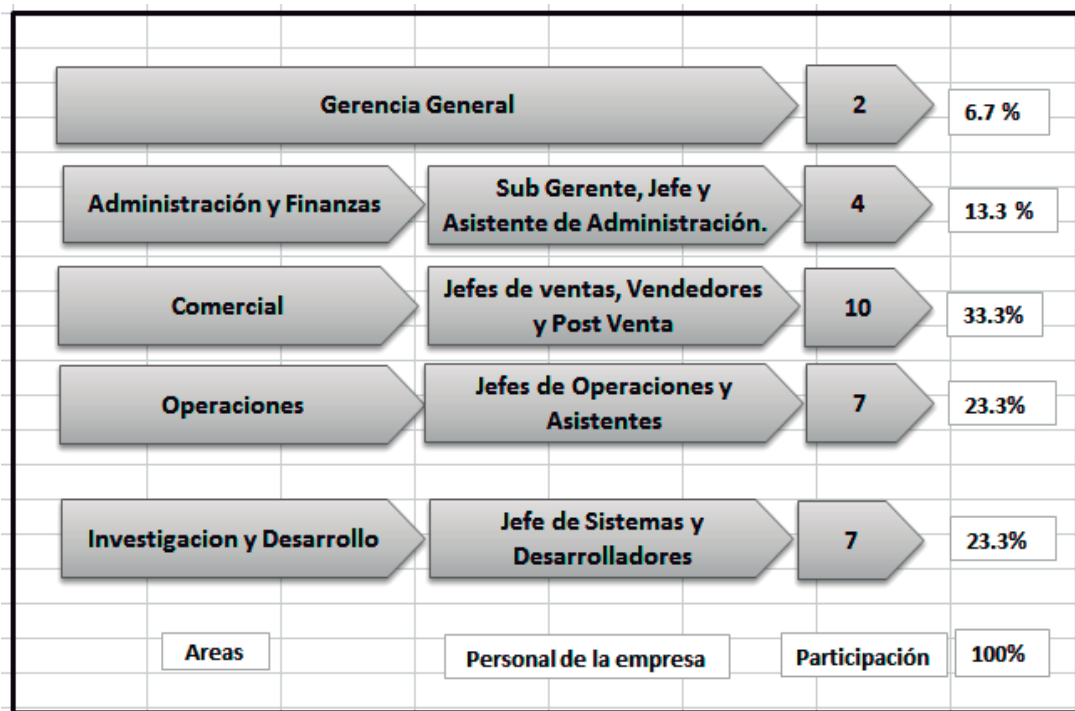 Gerencia General
2
6.7 %
Administración y Finanzas
Sub Gerente, Jefe y
Asistente de Administración.
4
13.3 %
Comercial
Jefes de ventas, Vendedores
y Post Venta
10
33.3%
Operaciones
Jefes de Operaciones y
Asistentes
7
23.3%
Investigacion y Desarrollo
Jefe de Sistemas y
Desarrolladores
7
23.3%
Areas
Personal de la empresa
Participación
100%